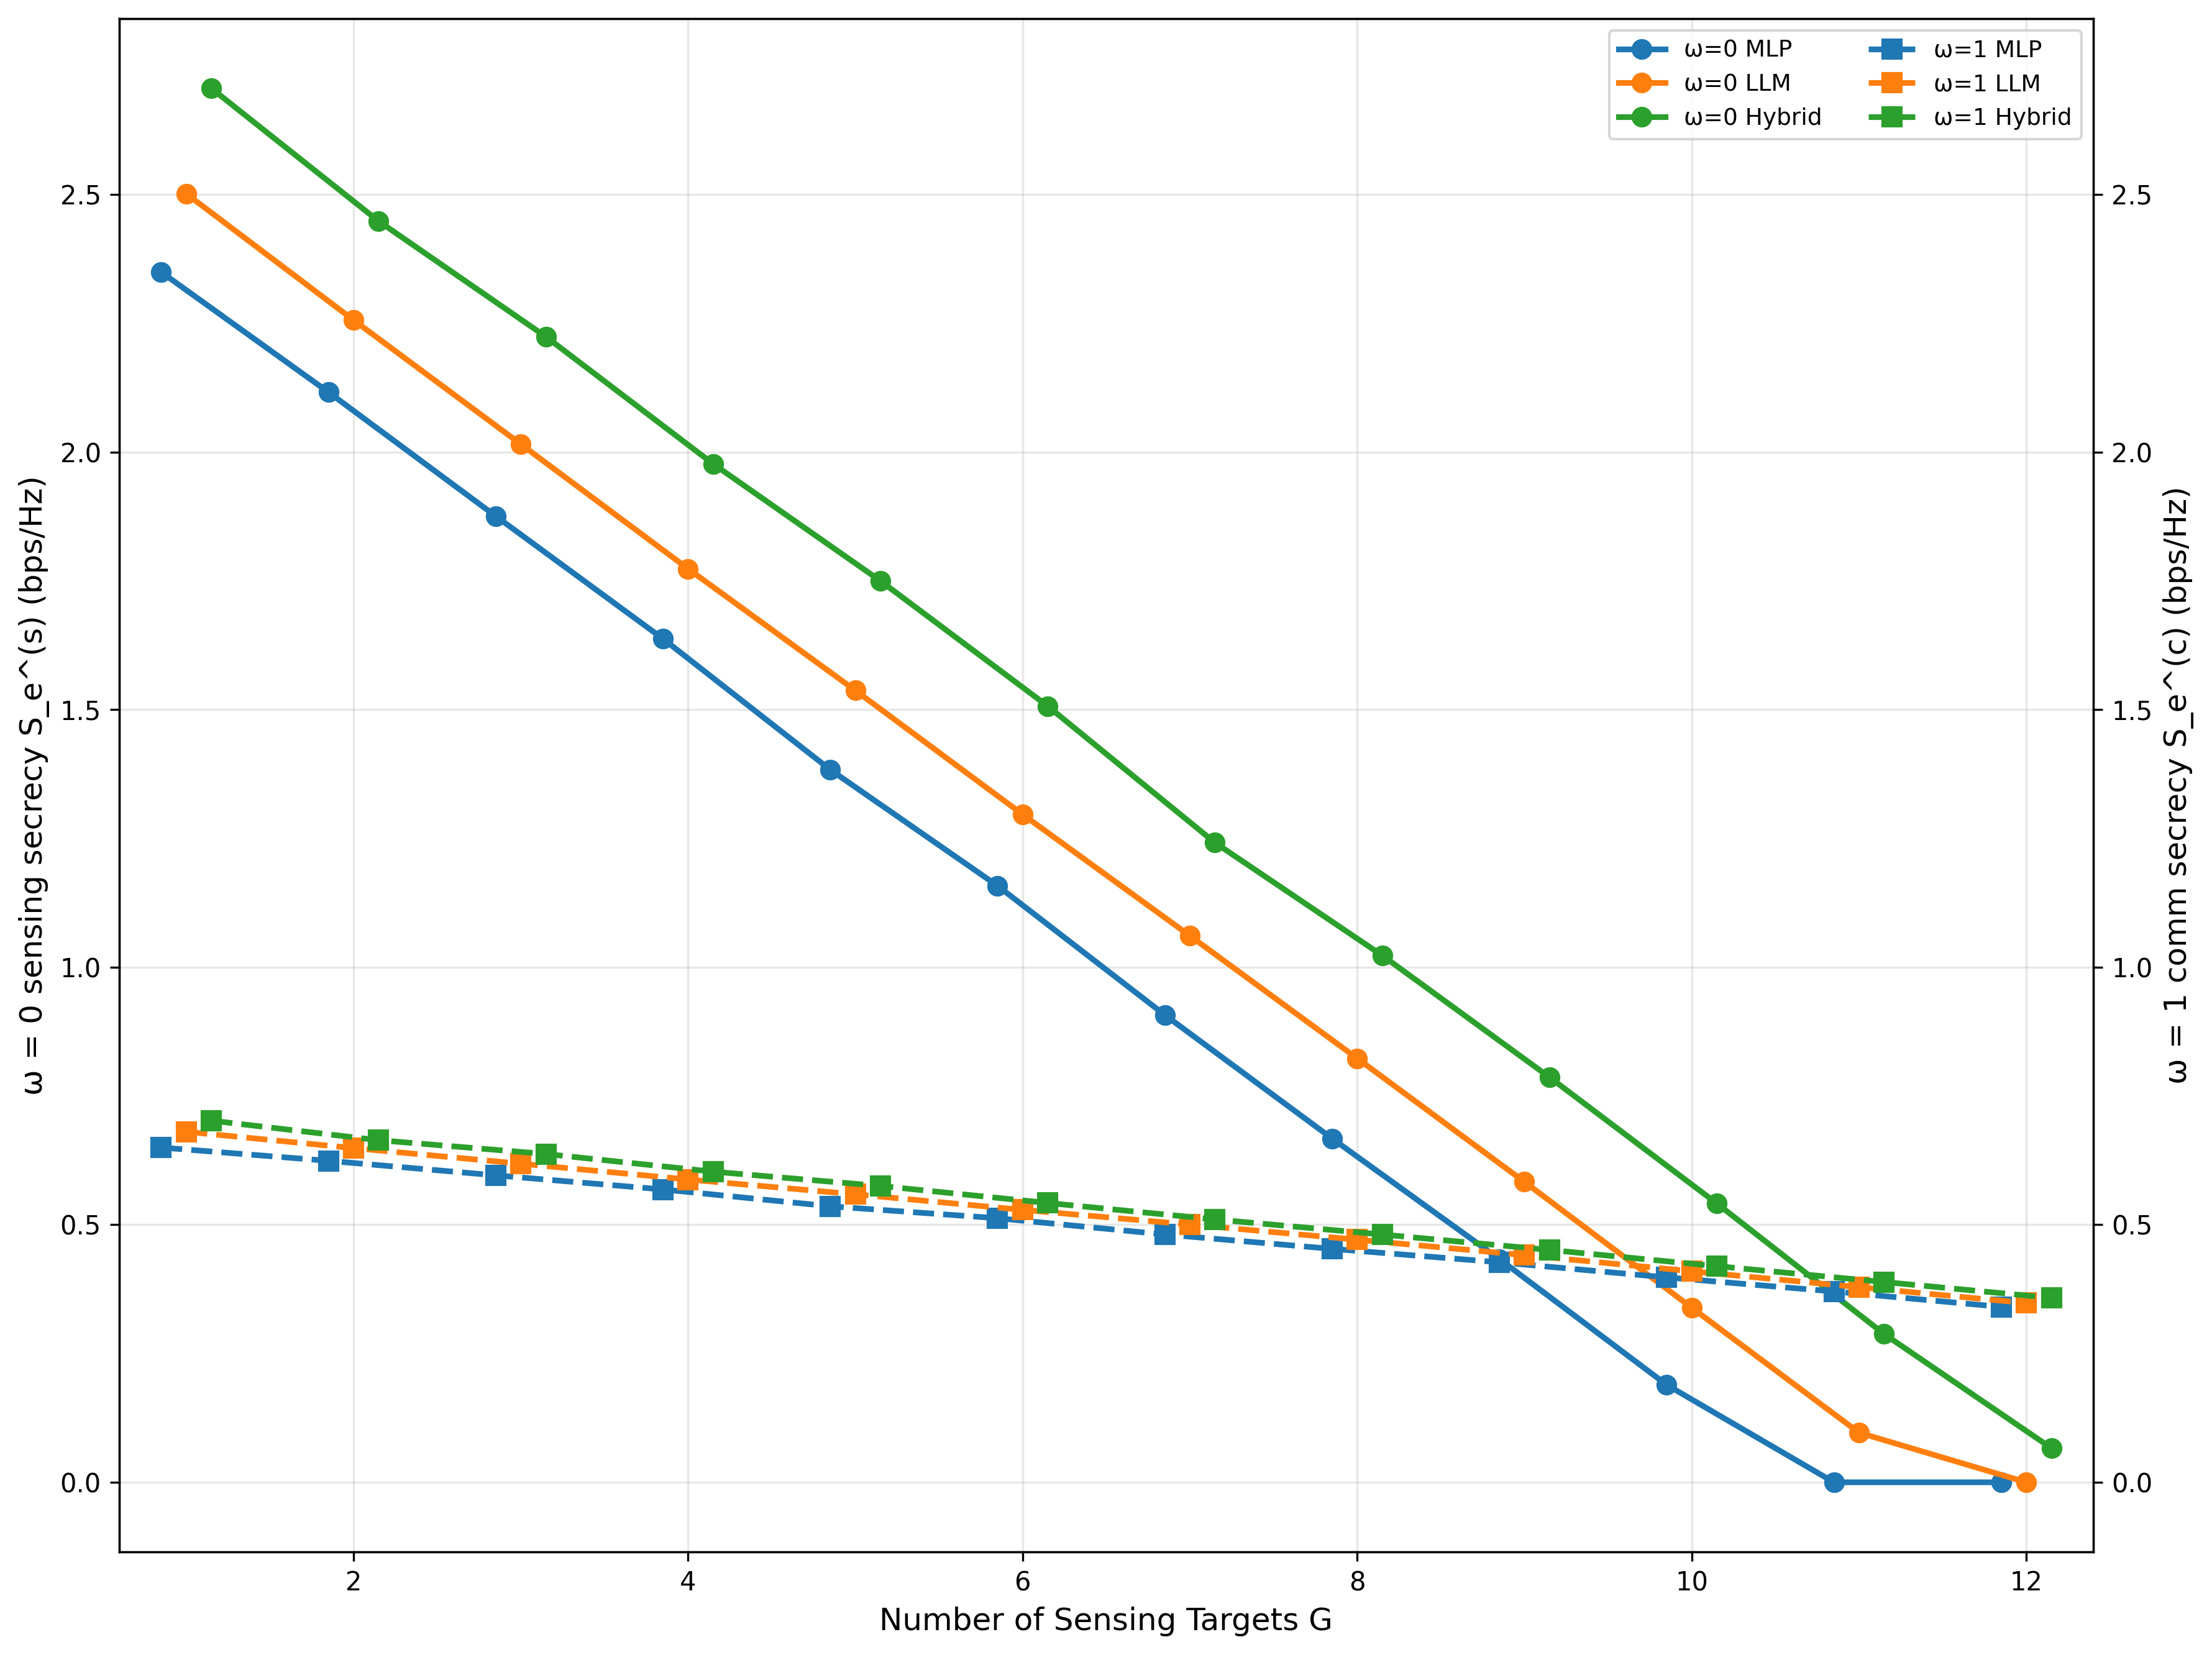 ω=0 MLP
ω=0 LLM
ω=0 Hybrid
ω=1 MLP
ω=1 LLM
ω=1 Hybrid
ω = 0 sensing secrecy S_e^(s) (bps/Hz)
2.5
2.0
1.5
1.0
0.5
0.0
2.5
2.0
1.5
1.0
0.5
0.0
ω = 1 comm secrecy S_e^(c) (bps/Hz)
2
4
6
8
10
12
Number of Sensing Targets G